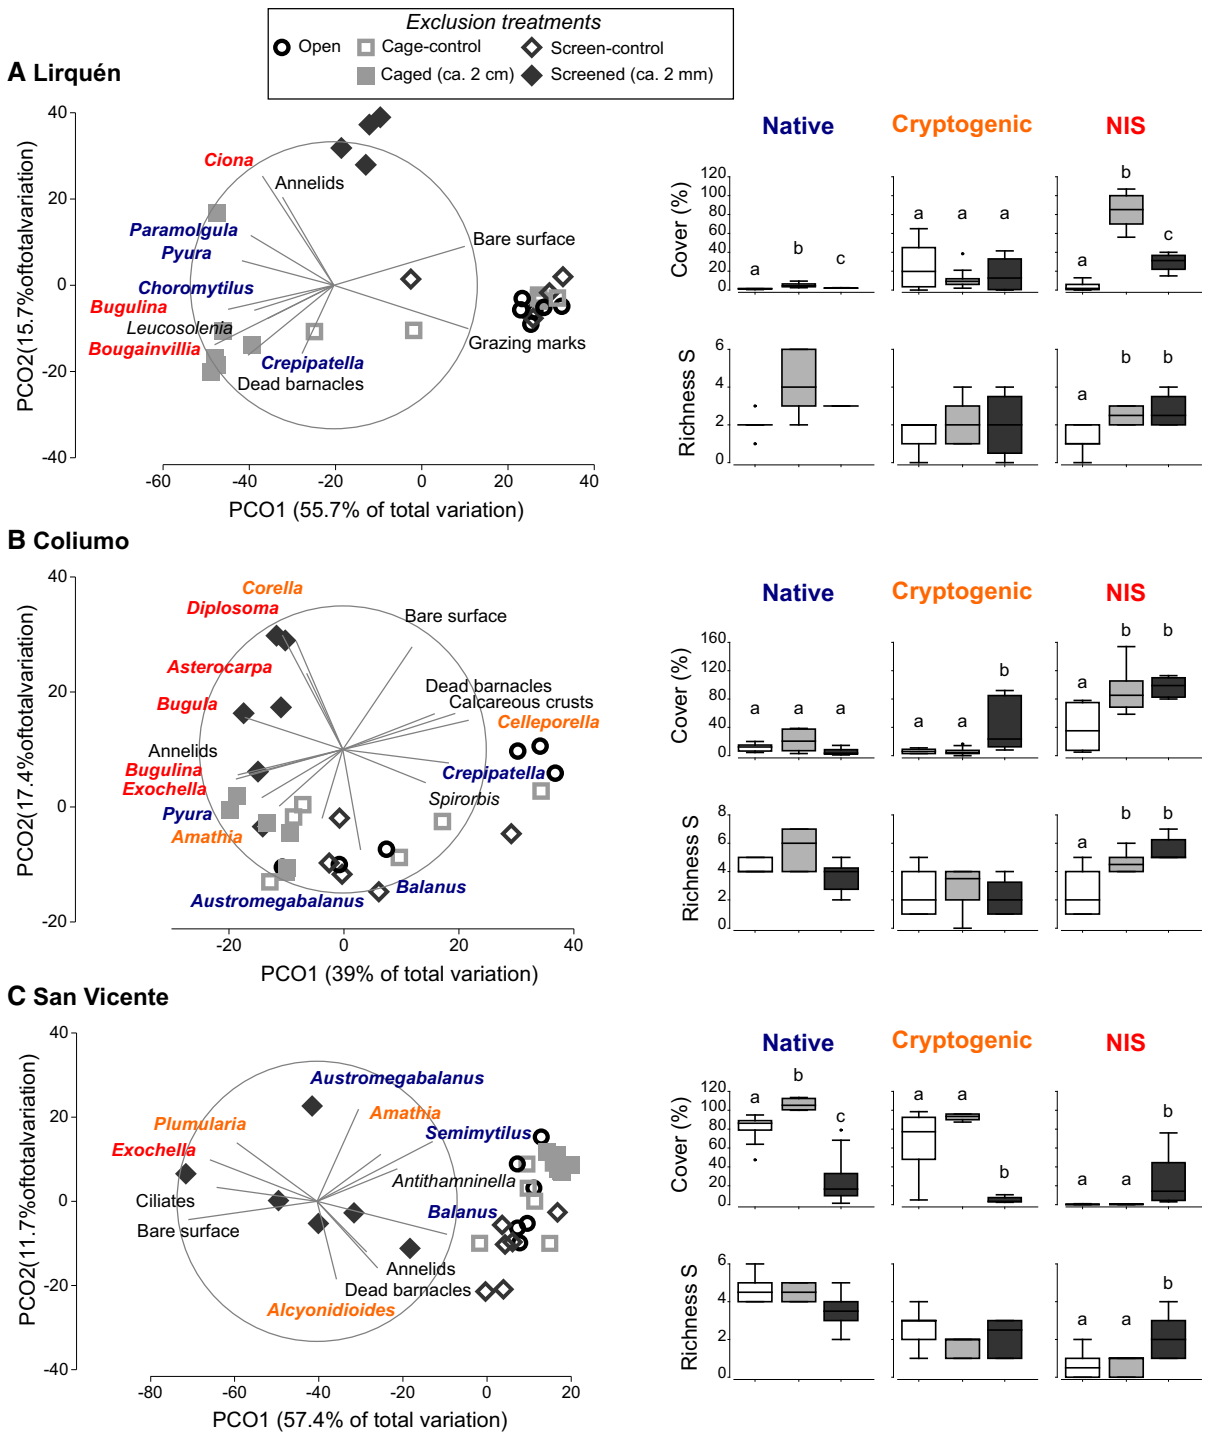 Exclusion treatments
Open
Cage-control
Screen-control
Caged (ca. 2 cm)
Screened (ca. 2 mm)
A Lirquén
PCO2(15.7%oftotalvariation)
40
20
0
-20
-40
-60
-40
-20
0
20
40
PCO1 (55.7% of total variation)
Ciona
Annelids
Paramolgula
Pyura
Choromytilus
Bugulina
Leucosolenia
Bougainvillia
Crepipatella
Dead barnacles
Bare surface
Grazing marks
Native
Cryptogenic
NIS
Cover (%)
120
100
80
60
40
20
0
a
b
c
a
a
a
a
b
c
Richness S
6
4
2
0
a
b
b
B Coliumo
PCO2(17.4%oftotalvariation)
40
20
0
-20
-20
0
20
40
PCO1 (39% of total variation)
Corella
Diplosoma
Asterocarpa
Bugula
Annelids
Bugulina
Exochella
Pyura
Amathia
Austromegabalanus
Balanus
Bare surface
Dead barnacles
Calcareous crusts
Celleporella
Crepipatella
Spirorbis
Native
Cryptogenic
NIS
Cover (%)
160
120
80
40
0
a
a
a
a
a
b
a
b
b
Richness S
8
6
4
2
0
a
b
b
C San Vicente
PCO2(11.7%oftotalvariation)
40
20
0
-20
-40
-80
-60
-40
-20
0
20
PCO1 (57.4% of total variation)
Austromegabalanus
Amathia
Plumularia
Semimytilus
Exochella
Antithamninella
Ciliates
Balanus
Bare surface
Annelids
Dead barnacles
Alcyonidioides
Native
Cryptogenic
NIS
Cover (%)
120
100
80
60
40
20
0
a
b
c
a
a
b
a
a
b
Richness S
6
4
2
0
a
a
b